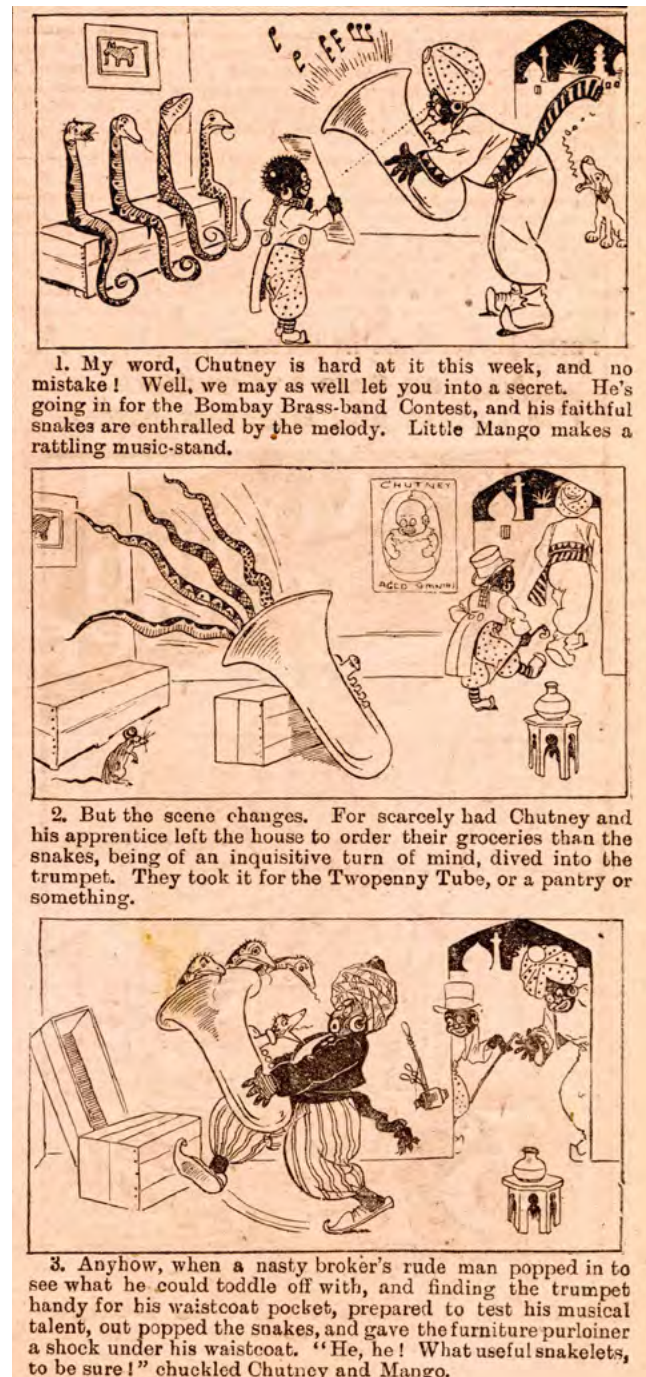 1. My word, Chutney is hard at it this week, and no
mistake ! Well, we may as well let you into a secret. He's
going in for the Bombay Brass-band Contest, and his faithful
snakes are enthralled by the melody. Little Mango makes a
rattling music-stand.
CHUTNEY
AGED
2. But the scene changes. For scarcely had Chutney and
his apprentice left the house to order their groceries than the
snakes, being of an inquisitive turn of mind, dived into the
trumpet. They took it for the Twopenny Tube, or a pantry or
something.
3. Anyhow, when a nasty broker's rude man popped in to
see what he could toddle off with, and finding the trumpet
handy for his waistcoat pocket, prepared to test his musical
talent, out popped the snakes, and gave the furniture purloiner
a shock under his waistcoat. "He, he ! What useful snakelets,
to be sure !" chuckled Chutney and Mango.